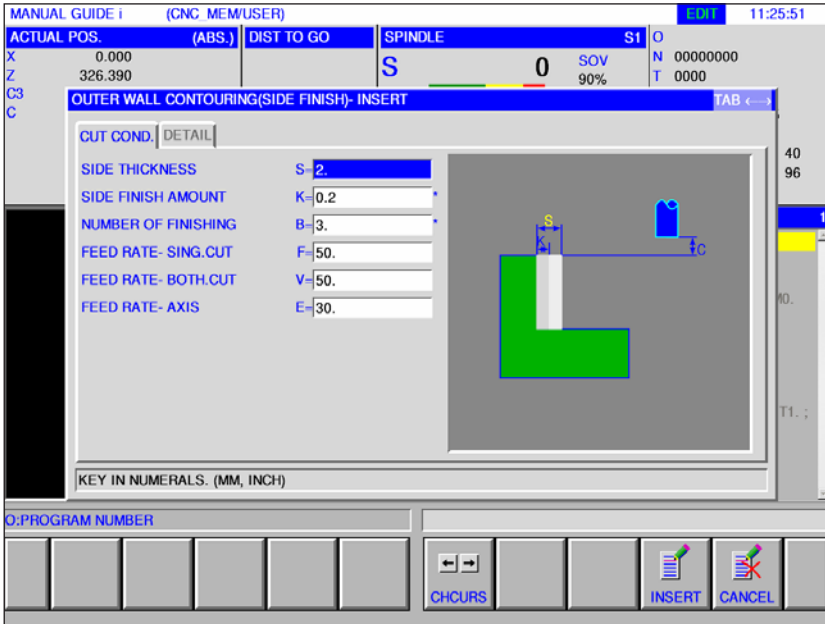 MANUAL GUIDE i (CNC_MEM/USER) EDIT 11:25:51
ACTUAL POS. (ABS.) DIST TO GO SPINDLE S1 O
X 0.000 S 0 SOV N 00000000
Z 326.390 90% T 0000
C3
C
OUTER WALL CONTOURING(SIDE FINISH)- INSERT TAB ←→
CUT COND. DETAIL
40
96
SIDE THICKNESS S=2.
SIDE FINISH AMOUNT K=0.2 *
NUMBER OF FINISHING B=3. *
FEED RATE- SING.CUT F=50.
FEED RATE- BOTH.CUT V=50.
FEED RATE- AXIS E=30.
S
K
C
1
M0.
T1. ;
KEY IN NUMERALS. (MM, INCH)
O:PROGRAM NUMBER
CHCURS INSERT CANCEL